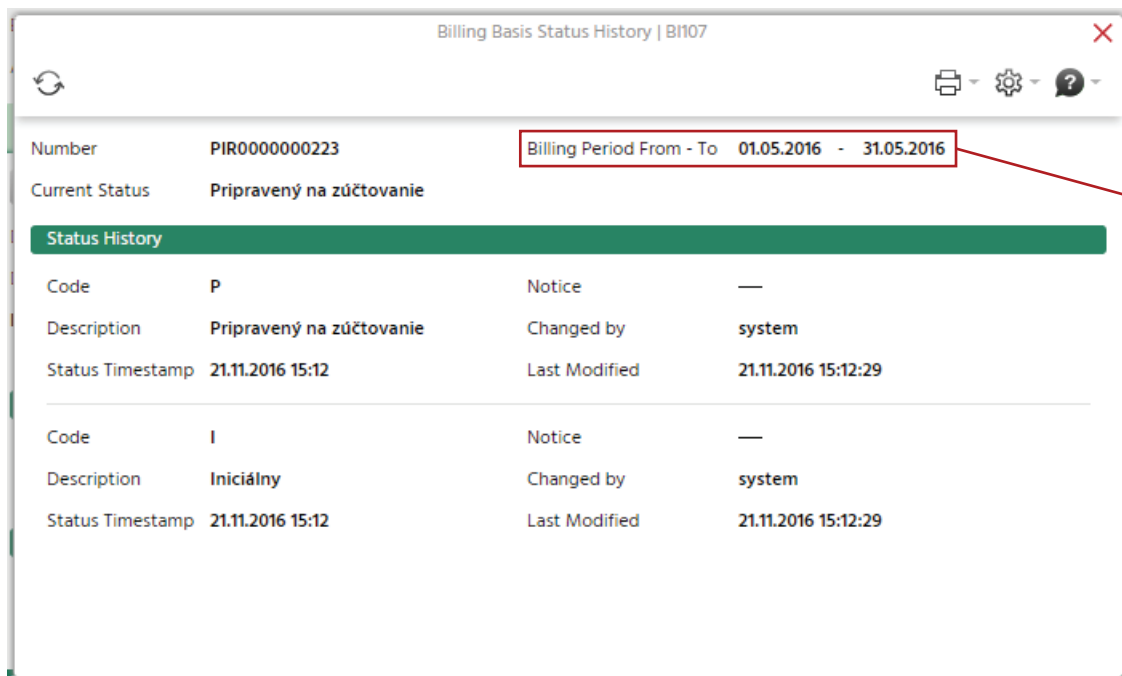 Billing Basis Status History | BI107
?
Number PIR0000000223 Billing Period From - To 01.05.2016 - 31.05.2016
Current Status Pripravený na zúčtovanie
Status History
Code P Notice —
Description Pripravený na zúčtovanie Changed by system
Status Timestamp 21.11.2016 15:12 Last Modified 21.11.2016 15:12:29
Code I Notice —
Description Iniciálny Changed by system
Status Timestamp 21.11.2016 15:12 Last Modified 21.11.2016 15:12:29